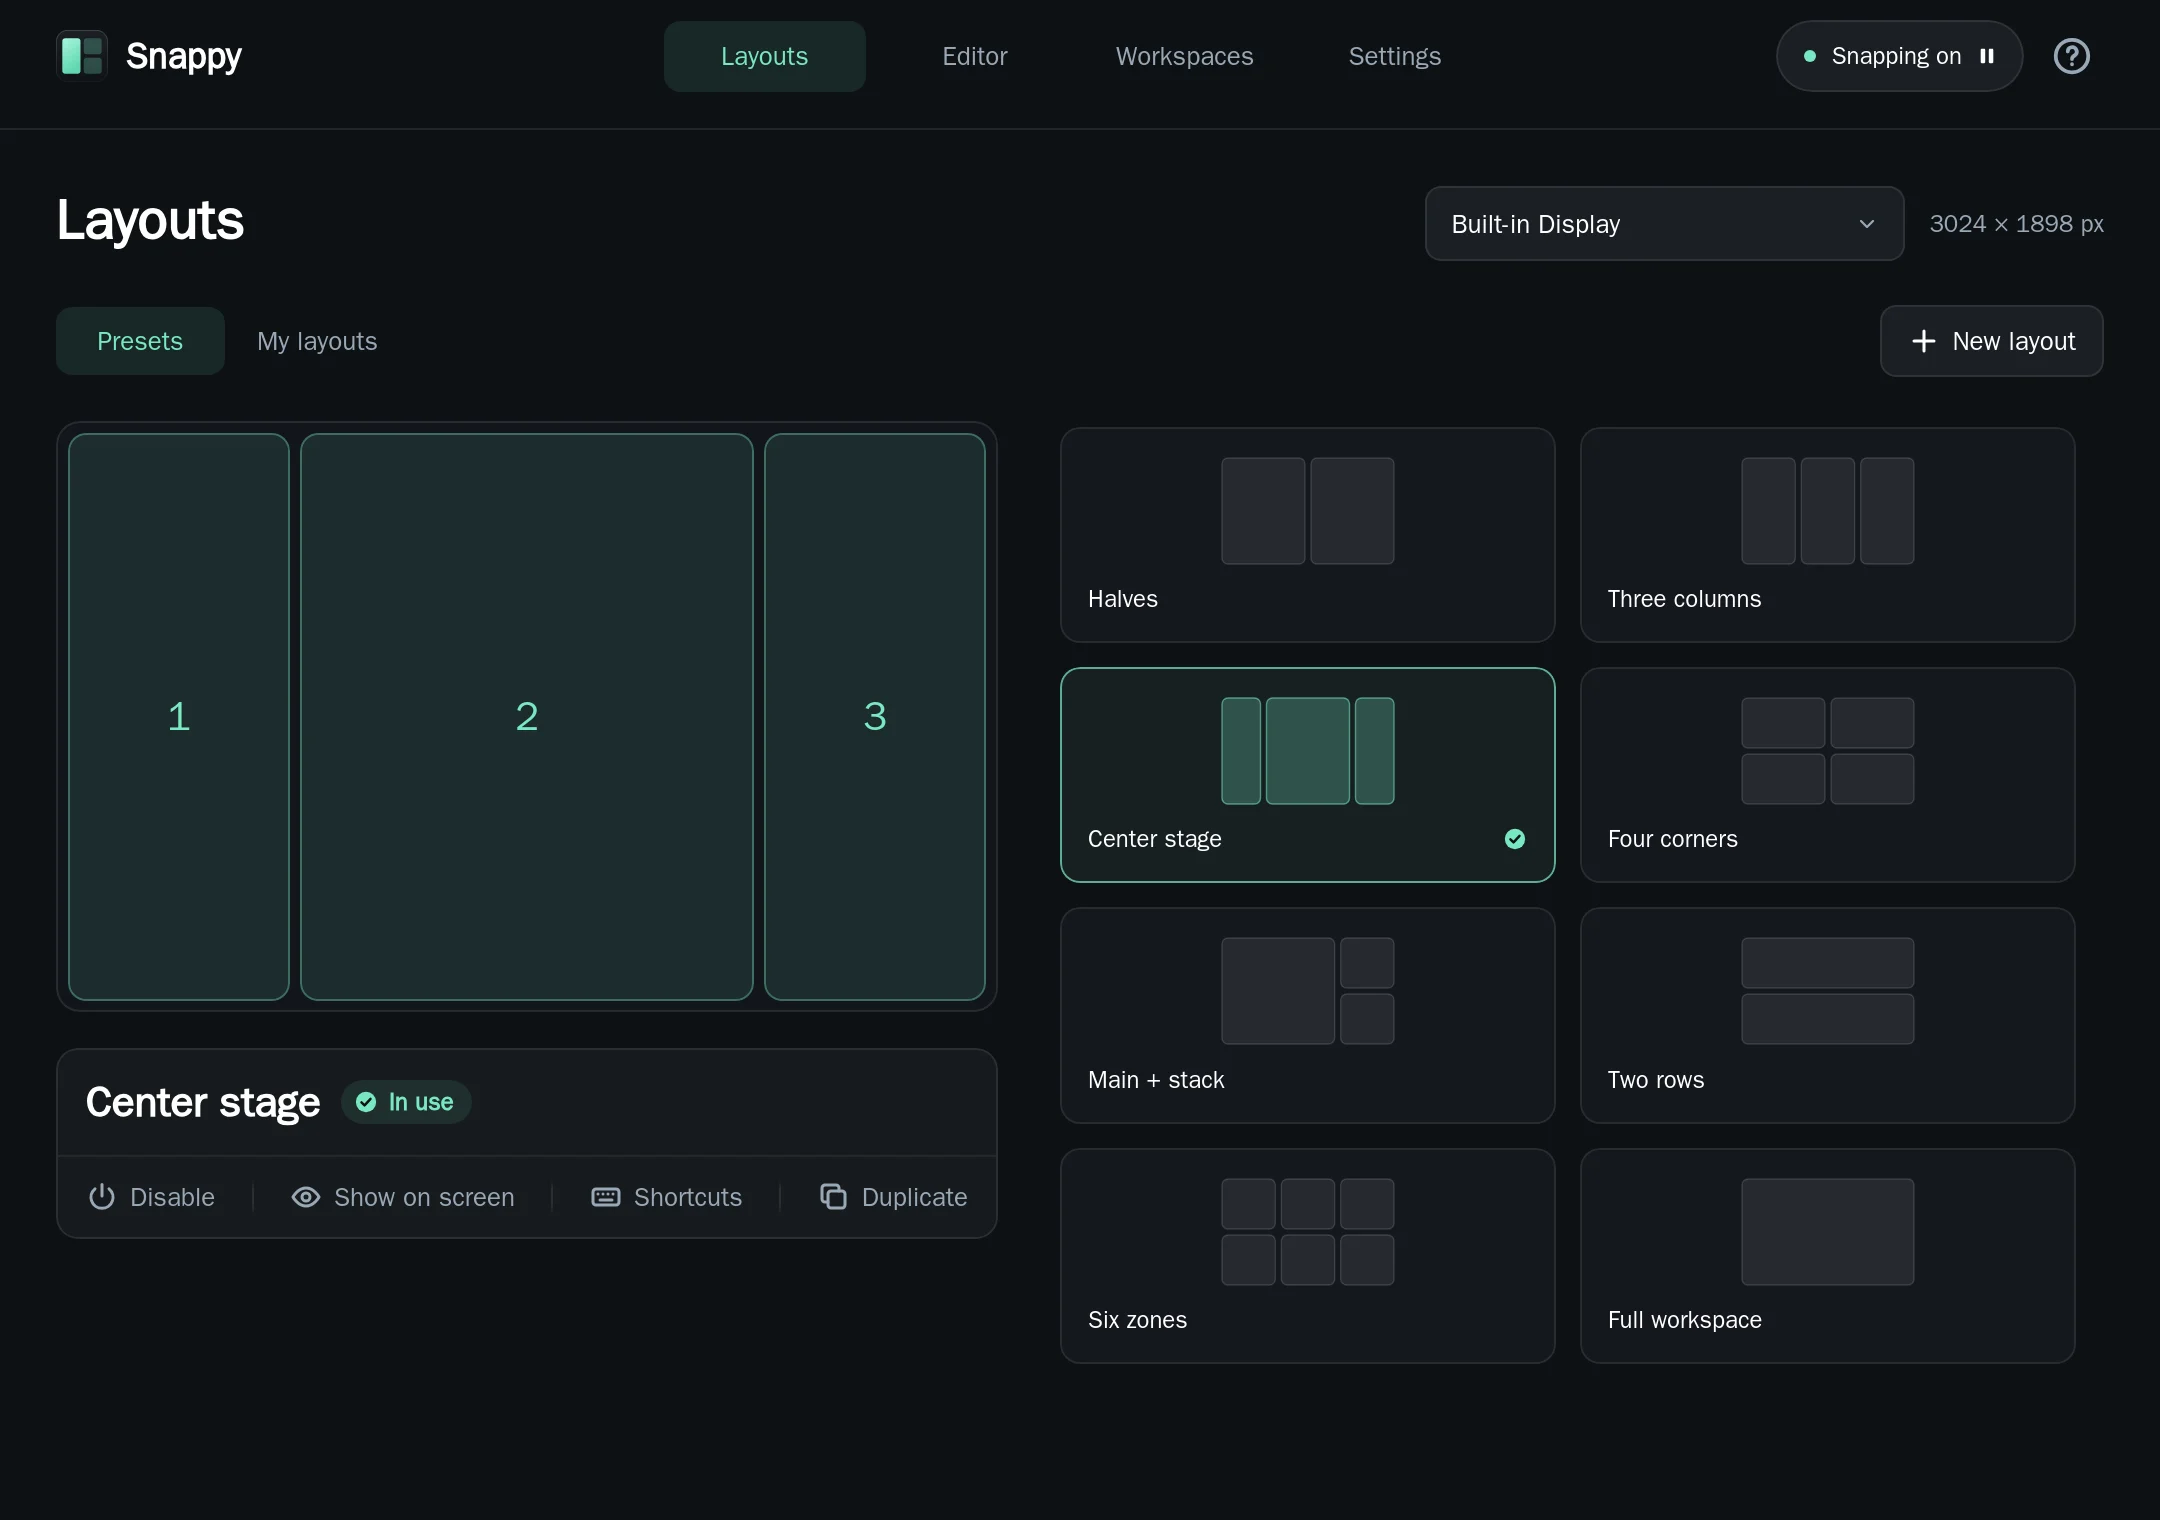 Snappy
Layouts
Editor
Workspaces
Settings
Snapping on
Layouts
Built-in Display
3024 × 1898 px
Presets
My layouts
New layout
1
2
3
Center stage
In use
Disable
Show on screen
Shortcuts
Duplicate
Halves
Three columns
Center stage
Four corners
Main + stack
Two rows
Six zones
Full workspace